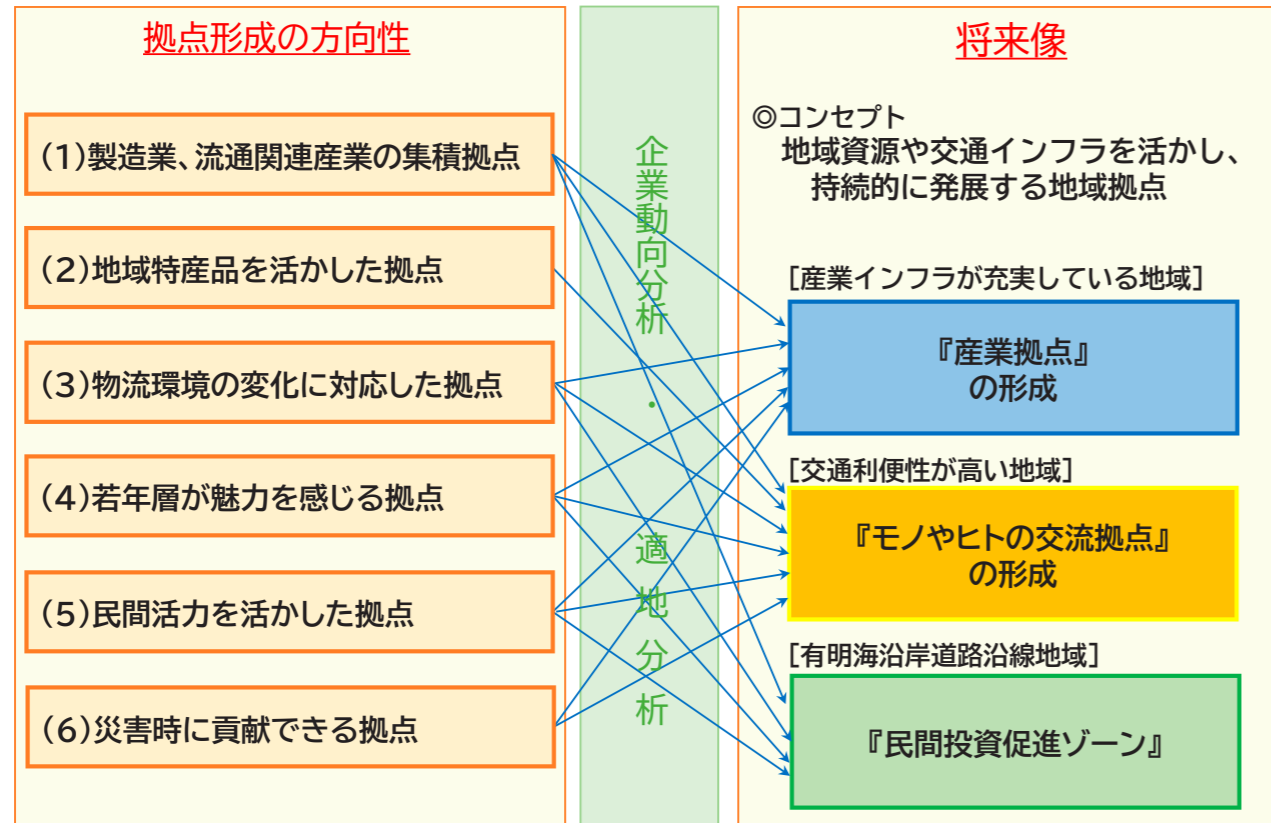 拠点形成の方向性
(1)製造業、流通関連産業の集積拠点
(2)地域特産品を活かした拠点
(3)物流環境の変化に対応した拠点
(4)若年層が魅力を感じる拠点
(5)民間活力を活かした拠点
(6)災害時に貢献できる拠点
企業動向分析・適地分析
将来像
◎コンセプト
地域資源や交通インフラを活かし、
持続的に発展する地域拠点
[産業インフラが充実している地域]
『産業拠点』
の形成
[交通利便性が高い地域]
『モノやヒトの交流拠点』
の形成
[有明海沿岸道路沿線地域]
『民間投資促進ゾーン』